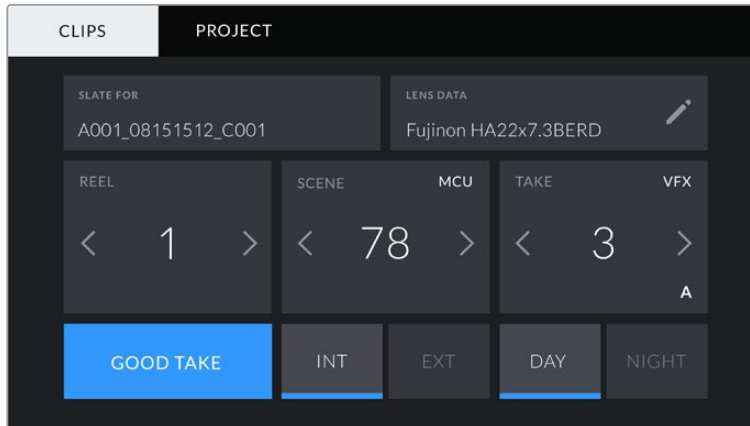 CLIPS PROJECT
SLATE FOR
A001_08151512_C001
LENS DATA
Fujinon HA22x7.3BERD
REEL
1
SCENE MCU
78
TAKE VFX
3
A
GOOD TAKE
INT
EXT
DAY
NIGHT